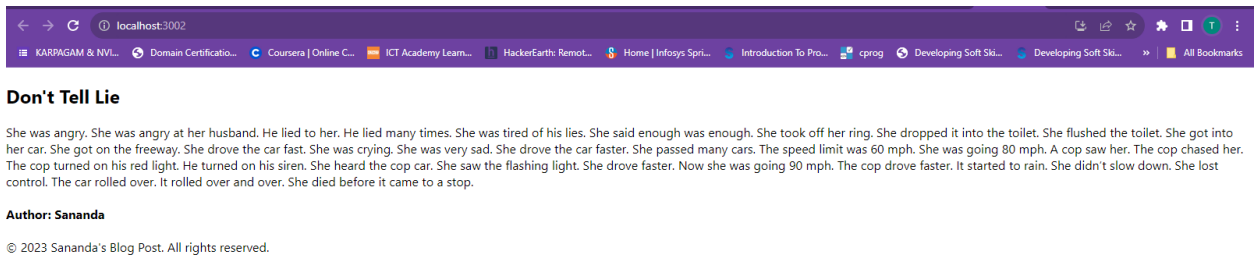 localhost:3002
KARPAGAM & NVI... Domain Certificatio... Coursera | Online C... ICT Academy Learn... HackerEarth: Remot... Home | Infosys Spri... Introduction To Pro... cprog Developing Soft Ski... Developing Soft Ski... » All Bookmarks
T
Don't Tell Lie
She was angry. She was angry at her husband. He lied to her. He lied many times. She was tired of his lies. She said enough was enough. She took off her ring. She dropped it into the toilet. She flushed the toilet. She got into
her car. She got on the freeway. She drove the car fast. She was crying. She was very sad. She drove the car faster. She passed many cars. The speed limit was 60 mph. She was going 80 mph. A cop saw her. The cop chased her.
The cop turned on his red light. He turned on his siren. She heard the cop car. She saw the flashing light. She drove faster. Now she was going 90 mph. The cop drove faster. It started to rain. She didn't slow down. She lost
control. The car rolled over. It rolled over and over. She died before it came to a stop.
Author: Sananda
© 2023 Sananda's Blog Post. All rights reserved.